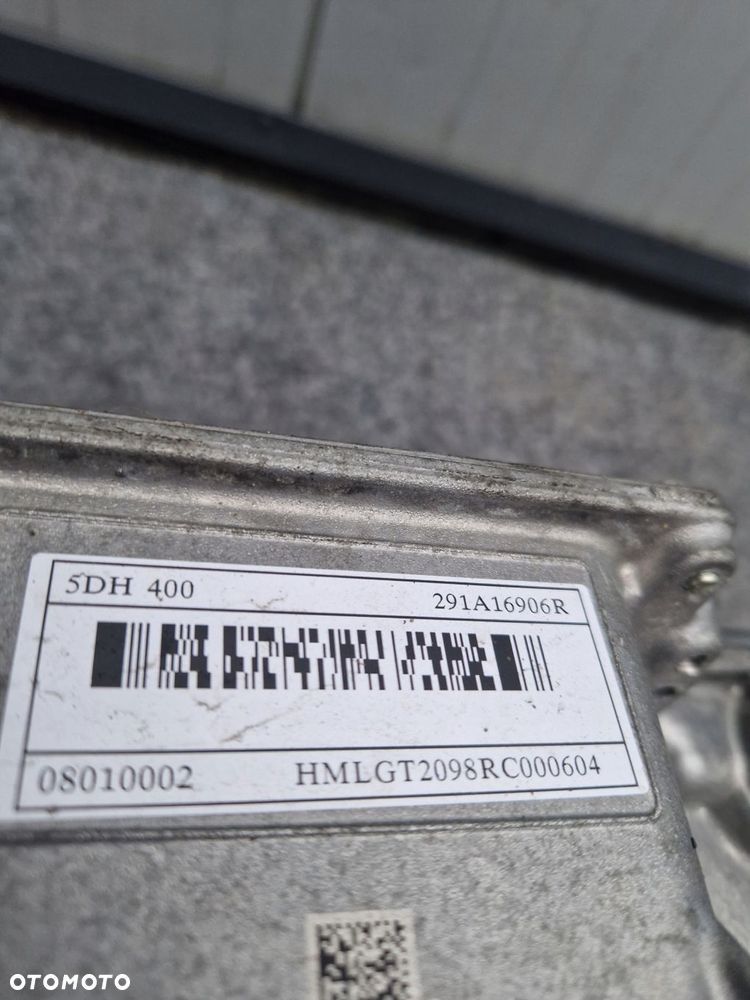 5DH 400
291A16906R
08010002
HMLGT2098RC000604
OTOMOTO